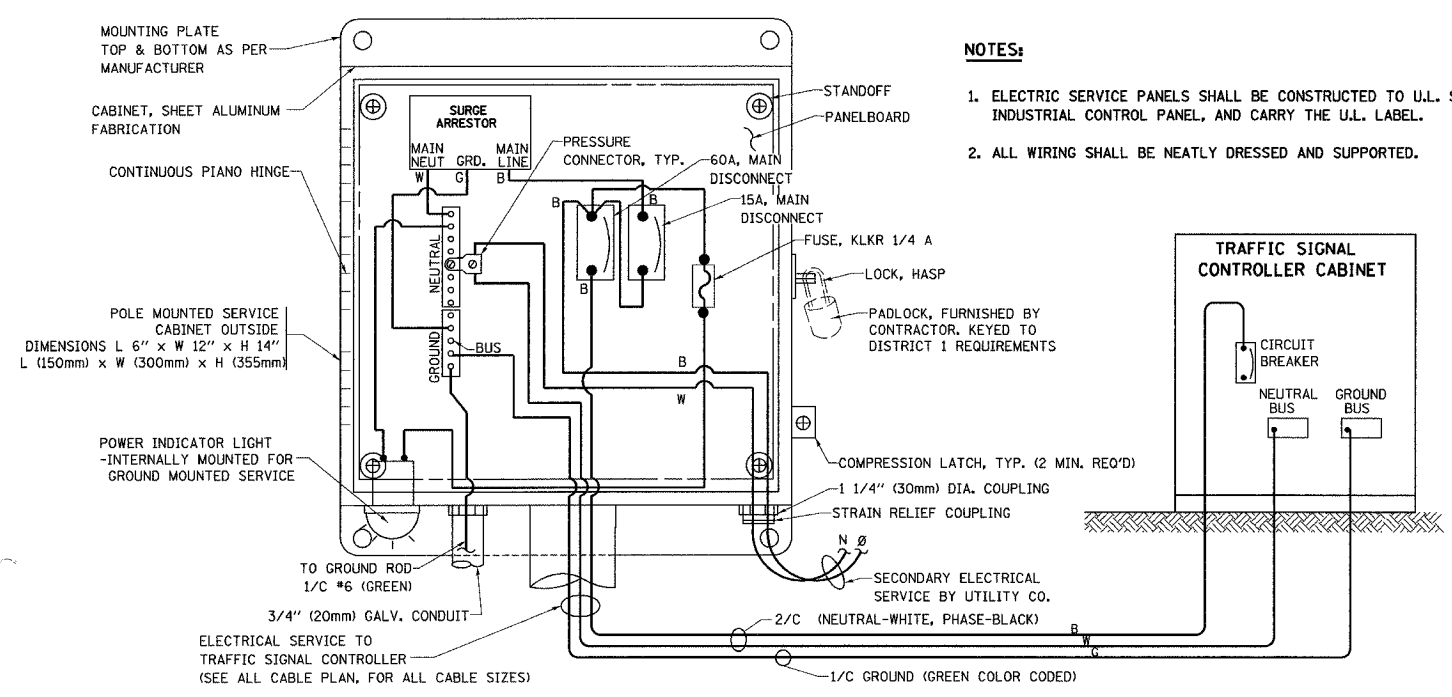 MOUNTING PLATE
TOP & BOTTOM AS PER
MANUFACTURER
CABINET, SHEET ALUMINUM
FABRICATION
CONTINUOUS PIANO HINGE
POLE MOUNTED SERVICE
CABINET OUTSIDE
DIMENSIONS L 6" x W 12" x H 14"
L (150mm) x W (300mm) x H (355mm)
POWER INDICATOR LIGHT
-INTERNALLY MOUNTED FOR
GROUND MOUNTED SERVICE
SURGE
ARRESTOR
MAIN
NEUT
GRD.
MAIN
LINE
W
G
B
PRESSURE
CONNECTOR, TYP.
STANDOFF
PANELBOARD
60A, MAIN
DISCONNECT
15A, MAIN
DISCONNECT
B
B
B
FUSE, KLKR 1/4 A
LOCK, HASP
PADLOCK, FURNISHED BY
CONTRACTOR. KEYED TO
DISTRICT 1 REQUIREMENTS
NEUTRAL
GROUND
BUS
B
W
COMPRESSION LATCH, TYP. (2 MIN. REQ'D)
1 1/4" (30mm) DIA. COUPLING
STRAIN RELIEF COUPLING
N Ø
SECONDARY ELECTRICAL
SERVICE BY UTILITY CO.
TO GROUND ROD
1/C #6 (GREEN)
3/4" (20mm) GALV. CONDUIT
ELECTRICAL SERVICE TO
TRAFFIC SIGNAL CONTROLLER
(SEE ALL CABLE PLAN, FOR ALL CABLE SIZES)
2/C (NEUTRAL-WHITE, PHASE-BLACK)
B
W
G
1/C GROUND (GREEN COLOR CODED)
NOTES:
1. ELECTRIC SERVICE PANELS SHALL BE CONSTRUCTED TO U.L.
INDUSTRIAL CONTROL PANEL, AND CARRY THE U.L. LABEL.
2. ALL WIRING SHALL BE NEATLY DRESSED AND SUPPORTED.
TRAFFIC SIGNAL
CONTROLLER CABINET
CIRCUIT
BREAKER
NEUTRAL
BUS
GROUND
BUS